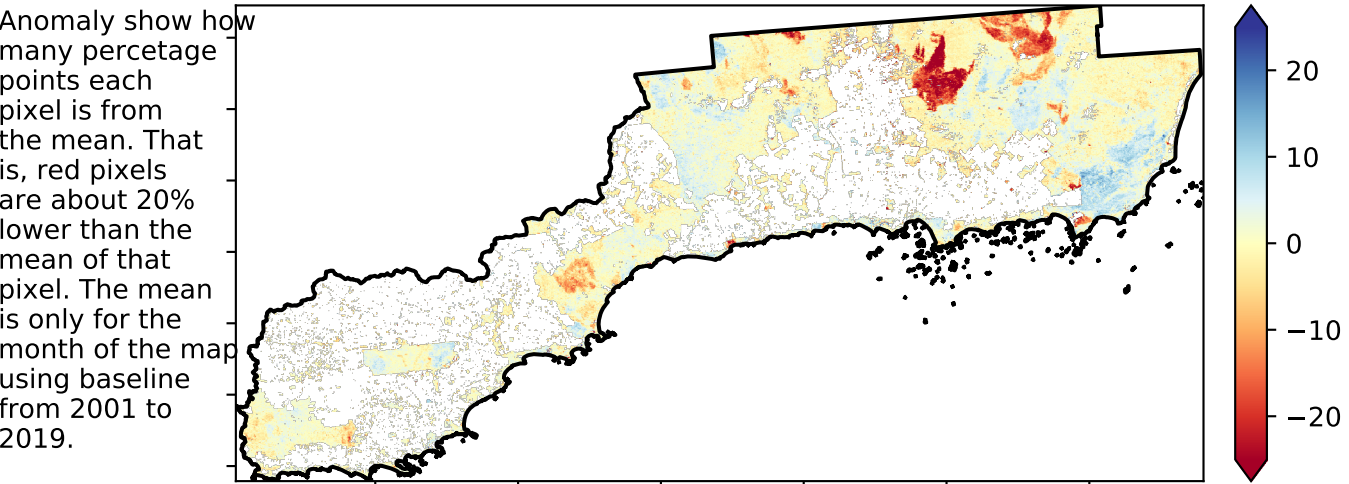 Anomaly show how
many percetage
points each
pixel is from
the mean. That
is, red pixels
are about 20%
lower than the
mean of that
pixel. The mean
is only for the
month of the map
using baseline
from 2001 to
2019.
20
10
0
−10
−20